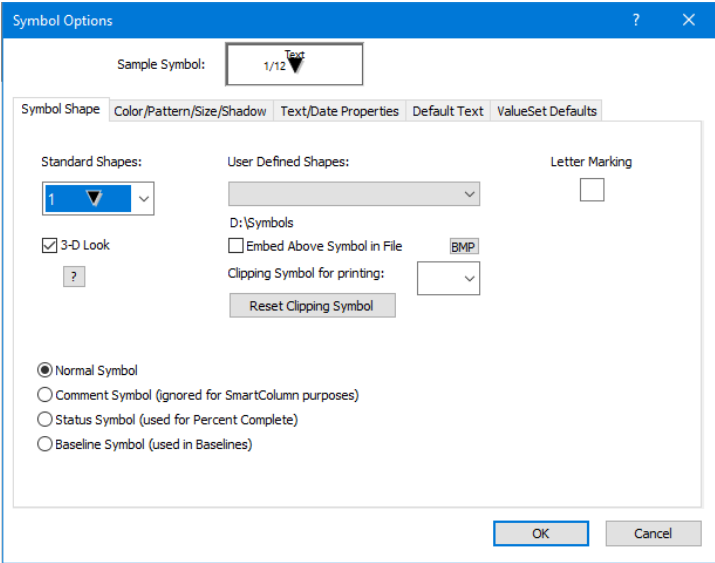 Symbol Options
?
Sample Symbol:
Text
1/12
Symbol Shape
Color/Pattern/Size/Shadow
Text/Date Properties
Default Text
ValueSet Defaults
Standard Shapes:
User Defined Shapes:
Letter Marking
1
D:\Symbols
3-D Look
Embed Above Symbol in File
BMP
?
Clipping Symbol for printing:
Reset Clipping Symbol
Normal Symbol
Comment Symbol (ignored for SmartColumn purposes)
Status Symbol (used for Percent Complete)
Baseline Symbol (used in Baselines)
OK
Cancel